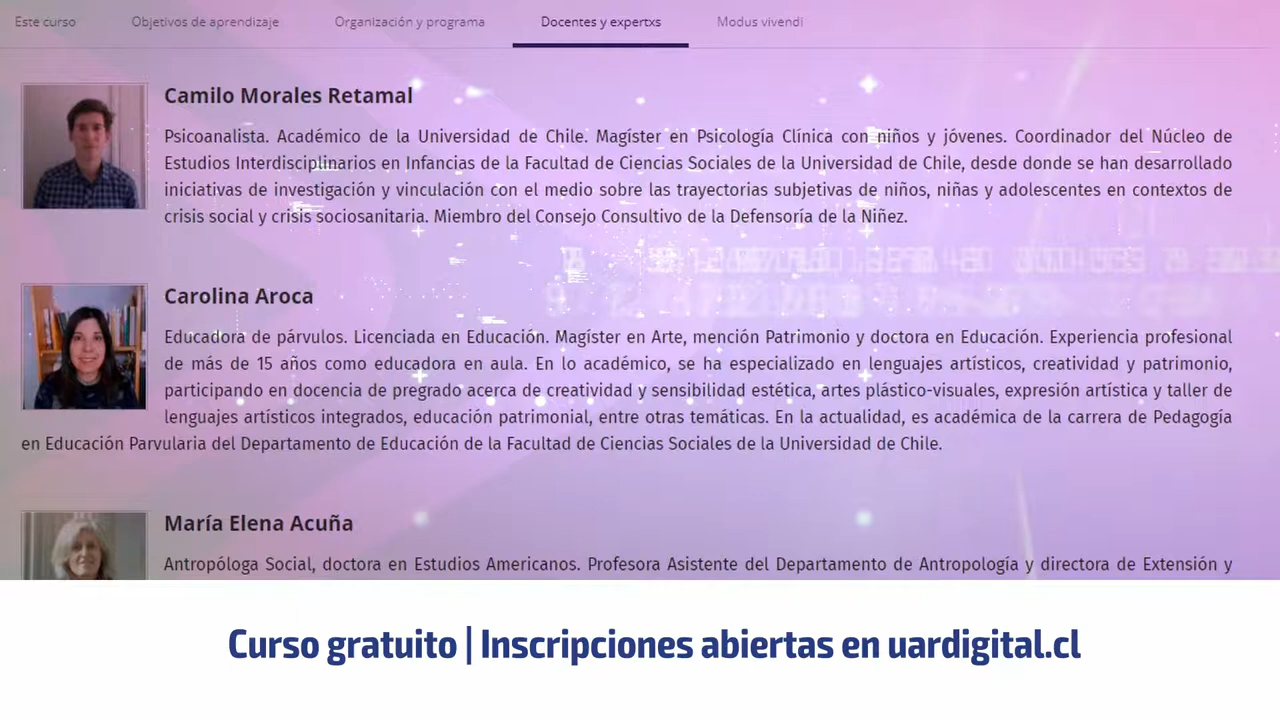 Este curso
Objetivos de aprendizaje
Organización y programa
Docentes y expertxs
Modus vivendi
Camilo Morales Retamal
Psicoanalista. Académico de la Universidad de Chile. Magíster en Psicología Clínica con niños y jóvenes. Coordinador del Núcleo de
Estudios Interdisciplinarios en Infancias de la Facultad de Ciencias Sociales de la Universidad de Chile, desde donde se han desarrollado
iniciativas de investigación y vinculación con el medio sobre las trayectorias subjetivas de niños, niñas y adolescentes en contextos de
crisis social y crisis sociosanitaria. Miembro del Consejo Consultivo de la Defensoría de la Niñez.
Carolina Aroca
Educadora de párvulos. Licenciada en Educación. Magíster en Arte, mención Patrimonio y doctora en Educación. Experiencia profesional
de más de 15 años como educadora en aula. En lo académico, se ha especializado en lenguajes artísticos, creatividad y patrimonio,
participando en docencia de pregrado acerca de creatividad y sensibilidad estética, artes plástico-visuales, expresión artística y taller de
lenguajes artísticos integrados, educación patrimonial, entre otras temáticas. En la actualidad, es académica de la carrera de Pedagogía
en Educación Parvularia del Departamento de Educación de la Facultad de Ciencias Sociales de la Universidad de Chile.
María Elena Acuña
Antropóloga Social, doctora en Estudios Americanos. Profesora Asistente del Departamento de Antropología y directora de Extensión y
Curso gratuito | Inscripciones abiertas en uardigital.cl